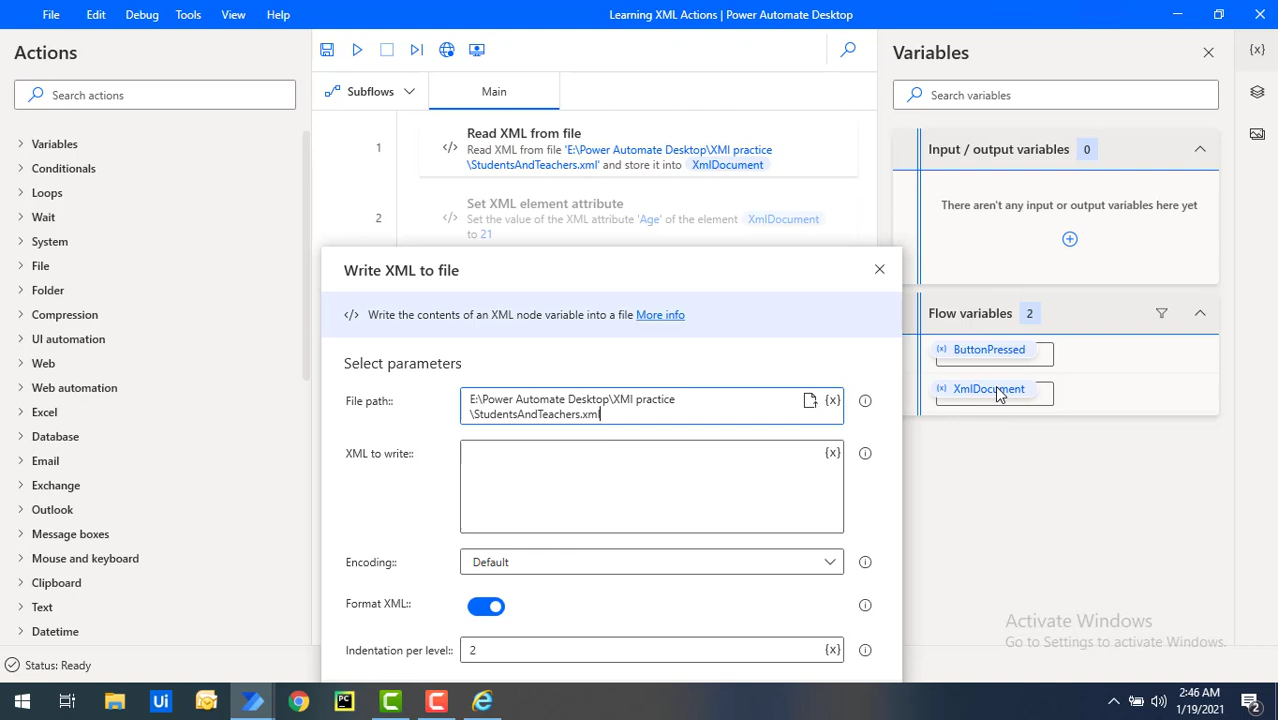 File
Edit
Debug
Tools
View
Help
Learning XML Actions | Power Automate Desktop
Actions
Search actions
Variables
Conditionals
Loops
Wait
System
File
Folder
Compression
UI automation
Web
Web automation
Excel
Database
Email
Exchange
Outlook
Message boxes
Mouse and keyboard
Clipboard
Text
Datetime
Status: Ready
Subflows
Main
1
Read XML from file
Read XML from file 'E:\Power Automate Desktop\XMl practice
\StudentsAndTeachers.xml' and store it into XmlDocument
2
Set XML element attribute
Set the value of the XML attribute 'Age' of the element XmlDocument
to 21
Write XML to file
Write the contents of an XML node variable into a file More info
Select parameters
File path::
E:\Power Automate Desktop\XMl practice
\StudentsAndTeachers.xml
{x}
XML to write::
{x}
Encoding::
Default
Format XML::
Indentation per level::
2
{x}
Variables
{x}
Search variables
Input / output variables 0
There aren't any input or output variables here yet
Flow variables 2
{x} ButtonPressed
{x} XmlDocument
Activate Windows
Go to Settings to activate Windows.
Ui
PC
2:46 AM
1/19/2021
2